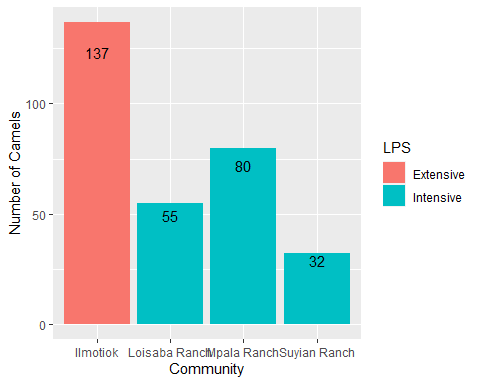 Number of Camels
100
50
0
137
55
80
32
Ilmotiok
Loisaba Ranch
Mpala Ranch
Suyian Ranch
Community
LPS
Extensive
Intensive